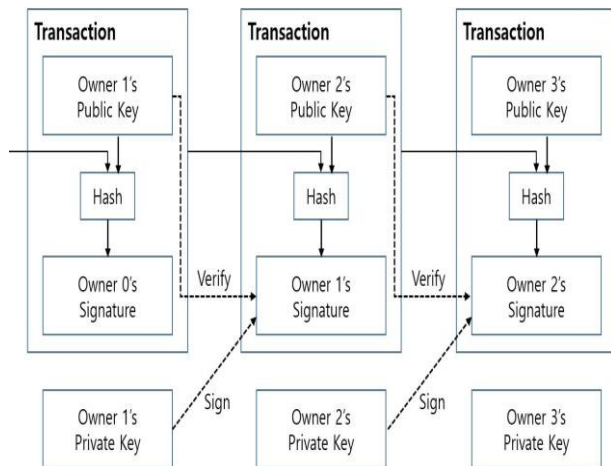 Transaction
Transaction
Transaction
Owner 1's
Public Key
Owner 2's
Public Key
Owner 3's
Public Key
Hash
Hash
Hash
Verify
Verify
Owner 0's
Signature
Owner 1's
Signature
Owner 2's
Signature
Sign
Sign
Owner 1's
Private Key
Owner 2's
Private Key
Owner 3's
Private Key